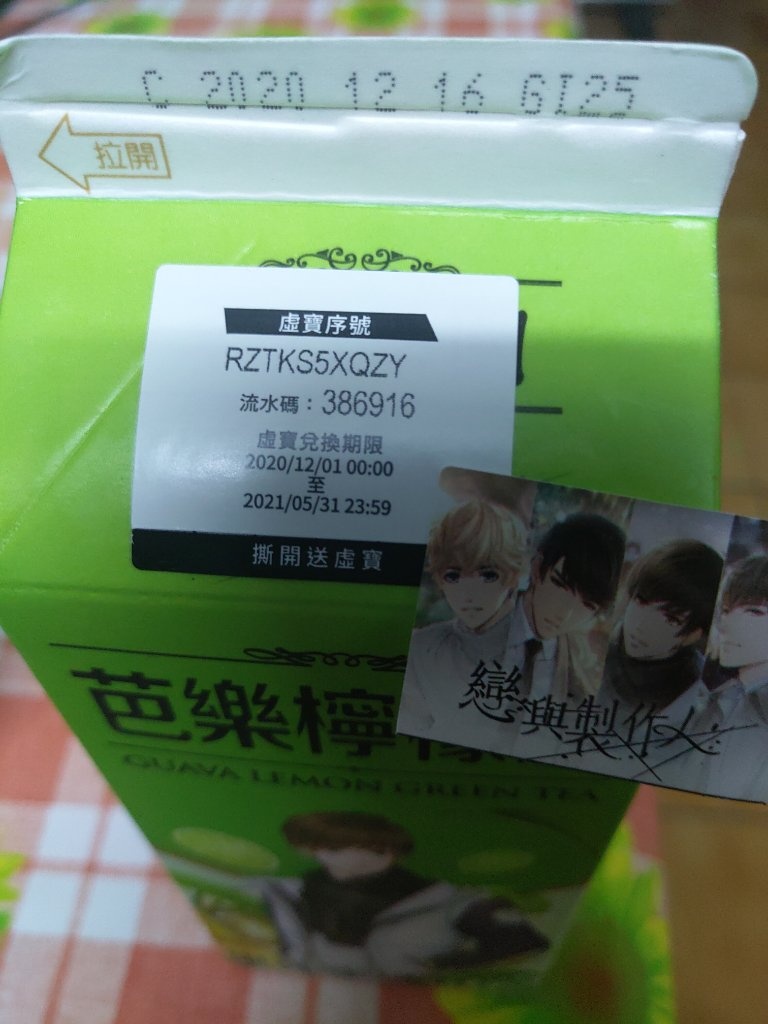 C 2020 12 16 GI25
拉開
虛寶序號
RZTKS5XQZY
流水碼：386916
虛寶兌換期限
2020/12/01 00:00
至
2021/05/31 23:59
撕開送虛寶
戀與製作人
芭樂檸
GUAVA LEMON GREEN TEA